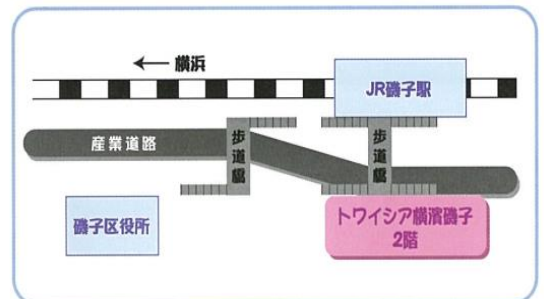 ← 横浜
JR磯子駅
産業道路
歩道橋
歩道橋
磯子区役所
トワイシア横濱磯子
2階